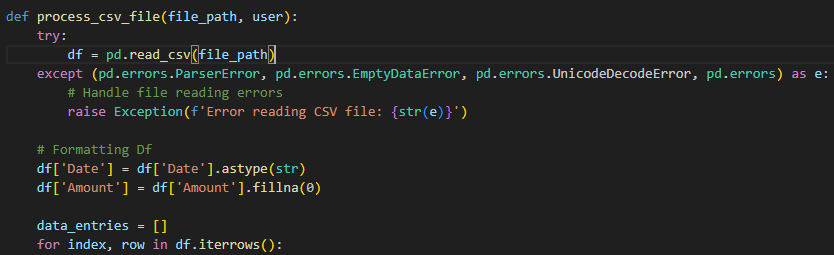 def process_csv_file(file_path, user):
    try:
        df = pd.read_csv(file_path)
    except (pd.errors.ParserError, pd.errors.EmptyDataError, pd.errors.UnicodeDecodeError, pd.errors) as e:
        # Handle file reading errors
        raise Exception(f'Error reading CSV file: {str(e)}')

    # Formatting Df
    df['Date'] = df['Date'].astype(str)
    df['Amount'] = df['Amount'].fillna(0)

    data_entries = []
    for index, row in df.iterrows():